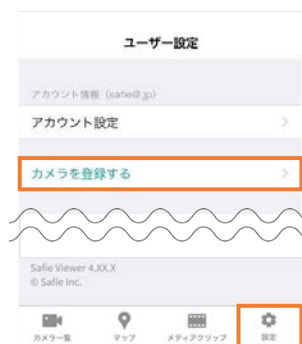 ユーザー設定
アカウント情報 (safie@.jp)
アカウント設定
カメラを登録する
Safie Viewer 4.XX.X
© Safie Inc.
カメラ一覧 マップ メディアクリップ 設定